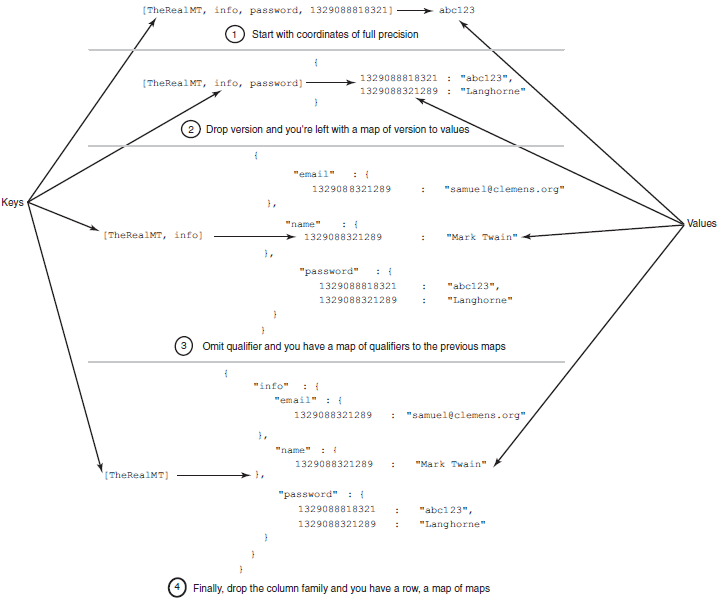 [TheRealMT, info, password, 1329088818321] abc123
1 Start with coordinates of full precision
{
[TheRealMT, info, password] 1329088818321 : "abc123",
1329088321289 : "Langhorne"
}
2 Drop version and you're left with a map of version to values
{
"email" : {
1329088321289 : "samuel@clemens.org"
},
Keys
"name" : {
Values
[TheRealMT, info] 1329088321289 : "Mark Twain"
},
"password" : {
1329088818321 : "abc123",
1329088321289 : "Langhorne"
}
}
3 Omit qualifier and you have a map of qualifiers to the previous maps
{
"info" : {
"email" : {
1329088321289 : "samuel@clemens.org"
},
"name" : {
1329088321289 : "Mark Twain"
[TheRealMT] },
"password" : {
1329088818321 : "abc123",
1329088321289 : "Langhorne"
}
}
}
4 Finally, drop the column family and you have a row, a map of maps